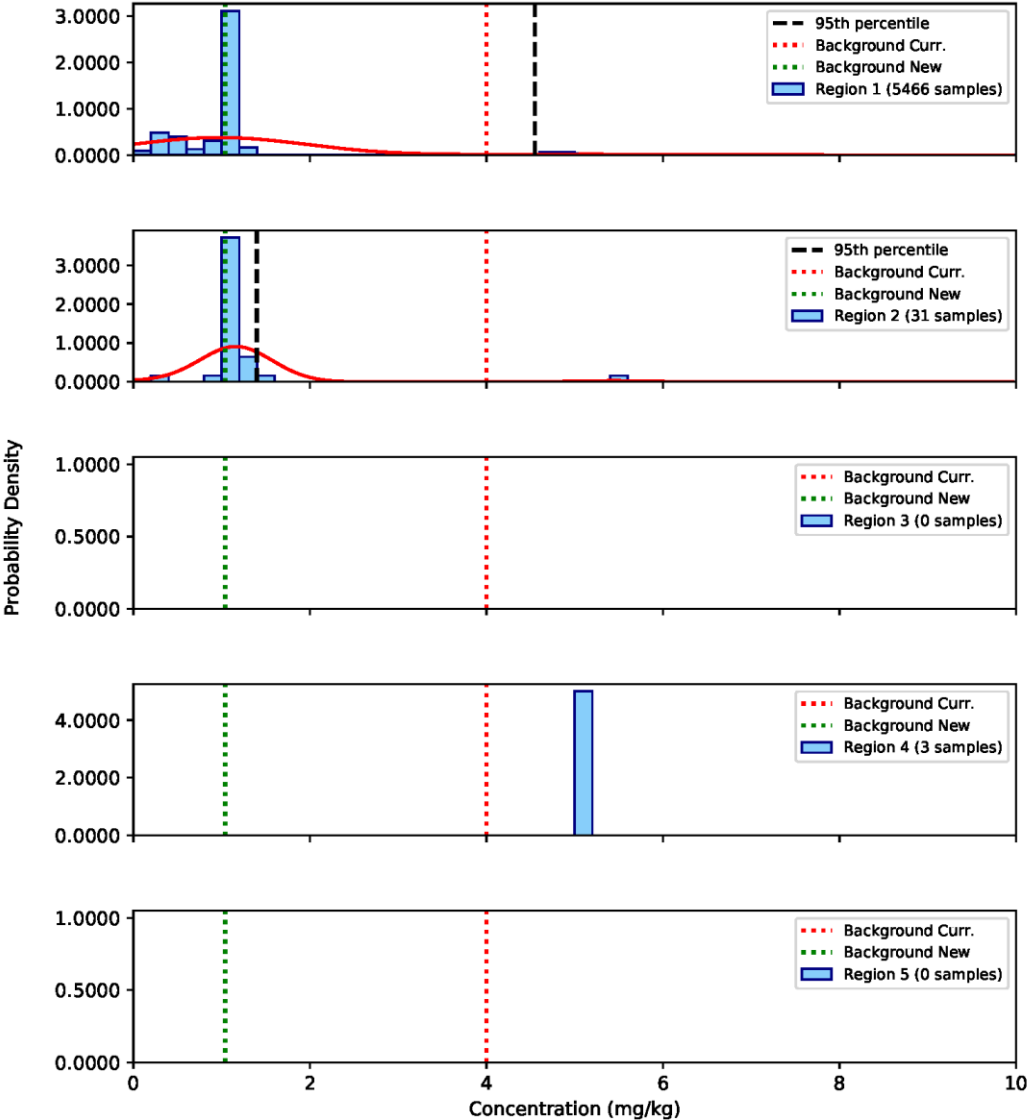 3.0000
2.0000
1.0000
0.0000
95th percentile
Background Curr.
Background New
Region 1 (5466 samples)
3.0000
2.0000
1.0000
0.0000
95th percentile
Background Curr.
Background New
Region 2 (31 samples)
Probability Density
1.0000
0.5000
0.0000
Background Curr.
Background New
Region 3 (0 samples)
4.0000
2.0000
0.0000
Background Curr.
Background New
Region 4 (3 samples)
1.0000
0.5000
0.0000
Background Curr.
Background New
Region 5 (0 samples)
0 2 4 6 8 10
Concentration (mg/kg)